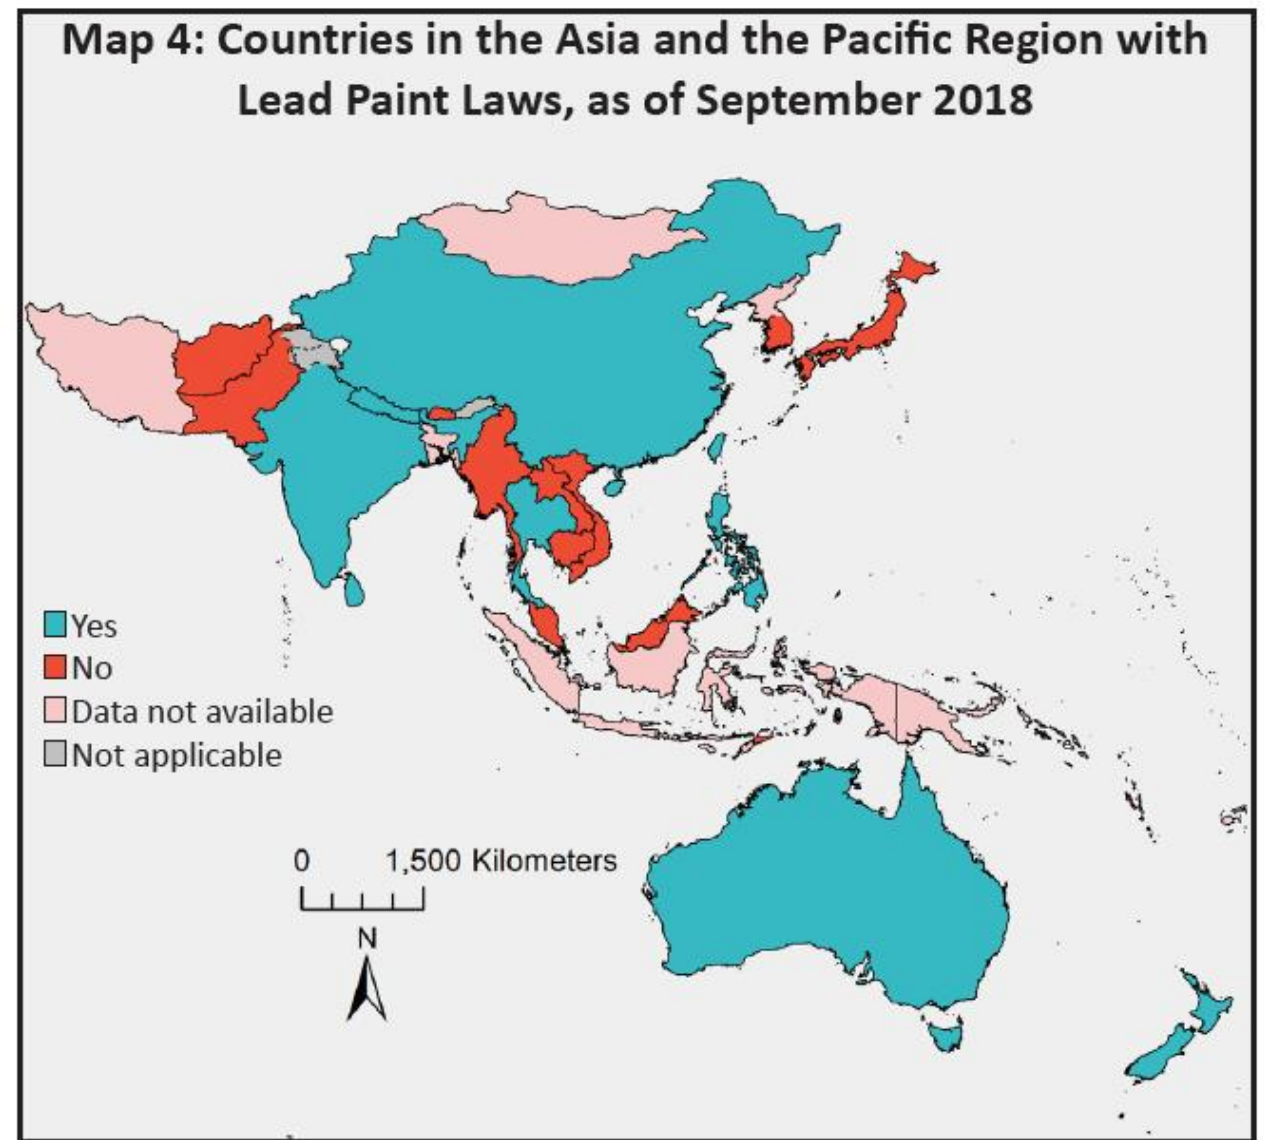 Map 4: Countries in the Asia and the Pacific Region with
Lead Paint Laws, as of September 2018
Yes
No
Data not available
Not applicable
0 1,500 Kilometers
N